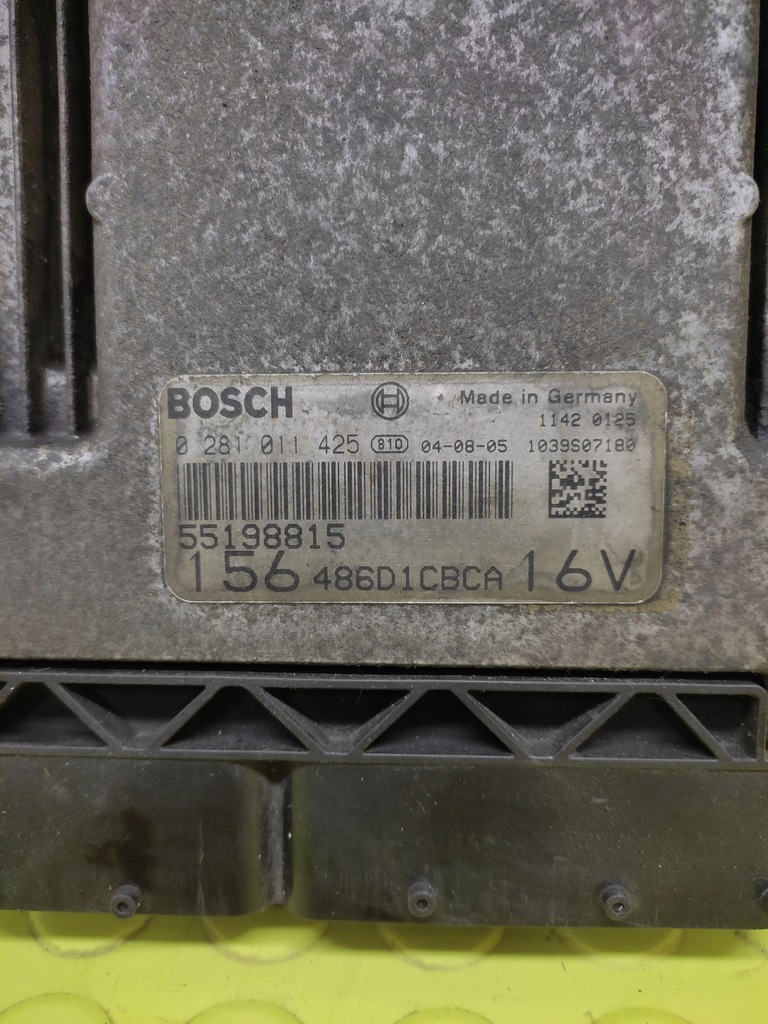 BOSCH Made in Germany
1142 0125
0 281 011 425 810 04-08-05 1039S07180
55198815
156 486D1CBCA 16V